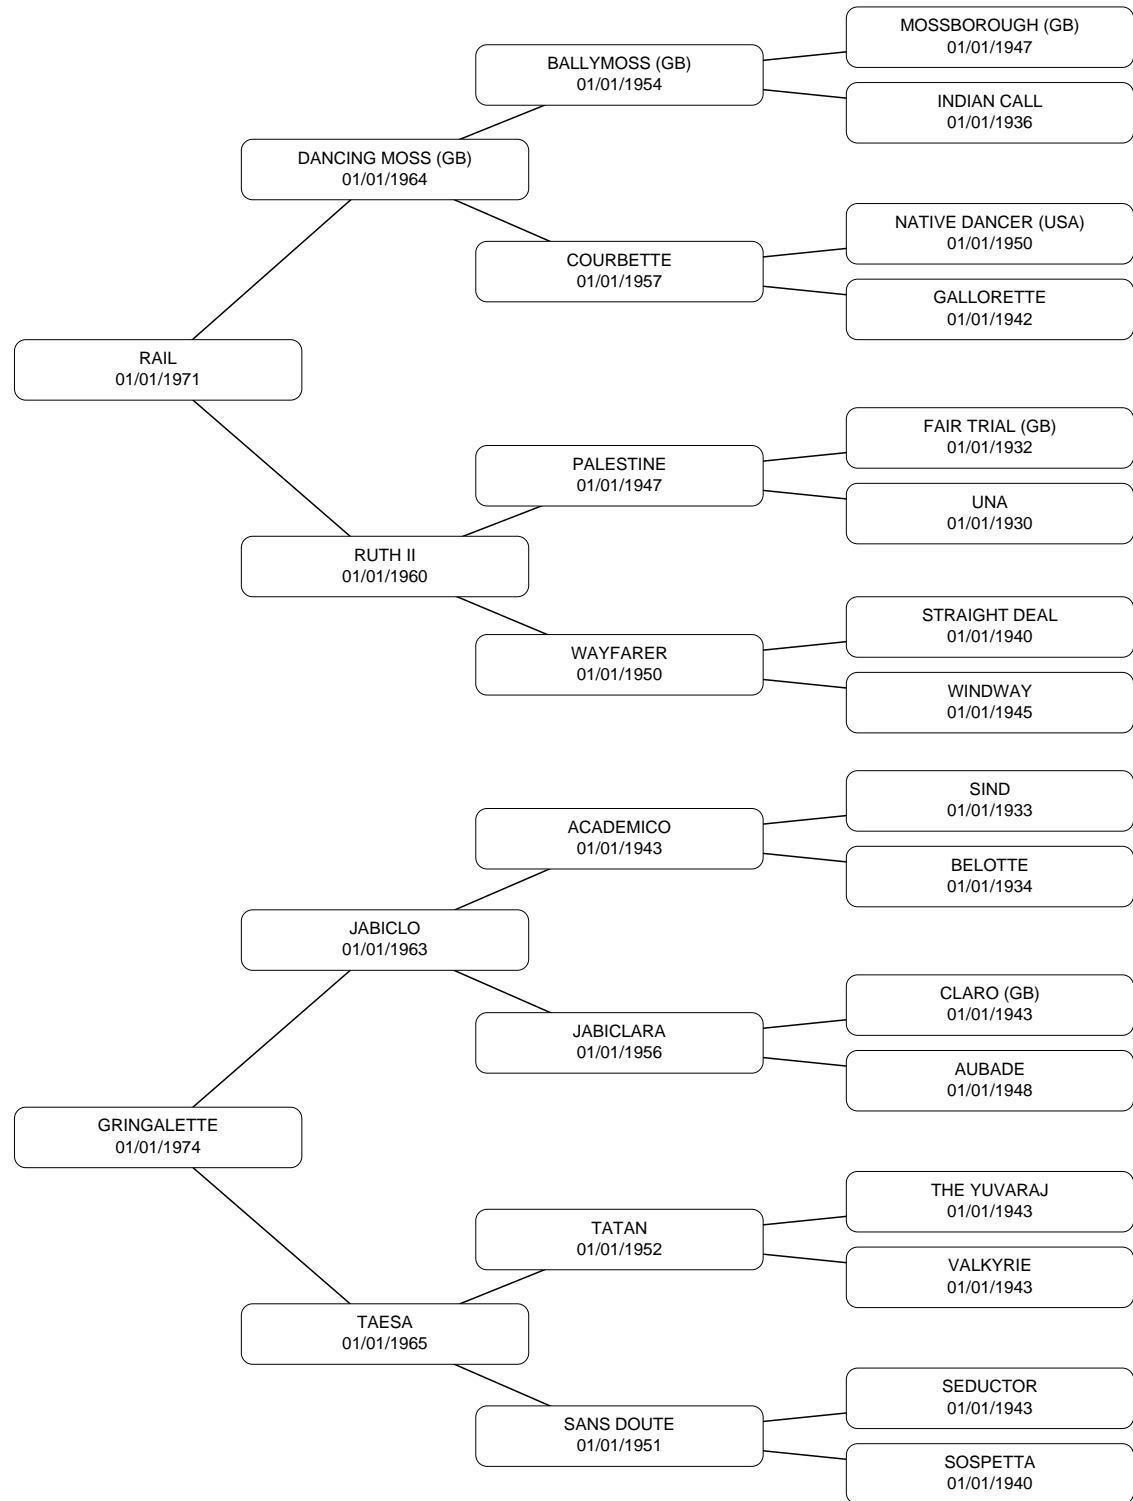 MOSSBOROUGH (GB)
01/01/1947
BALLYMOSS (GB)
01/01/1954
INDIAN CALL
01/01/1936
DANCING MOSS (GB)
01/01/1964
NATIVE DANCER (USA)
01/01/1950
COURBETTE
01/01/1957
GALLORETTE
01/01/1942
RAIL
01/01/1971
FAIR TRIAL (GB)
01/01/1932
PALESTINE
01/01/1947
UNA
01/01/1930
RUTH II
01/01/1960
STRAIGHT DEAL
01/01/1940
WAYFARER
01/01/1950
WINDWAY
01/01/1945
SIND
01/01/1933
ACADEMICO
01/01/1943
BELOTTE
01/01/1934
JABICLO
01/01/1963
CLARO (GB)
01/01/1943
JABICLARA
01/01/1956
AUBADE
01/01/1948
GRINGALETTE
01/01/1974
THE YUVARAJ
01/01/1943
TATAN
01/01/1952
VALKYRIE
01/01/1943
TAESA
01/01/1965
SEDUCTOR
01/01/1943
SANS DOUTE
01/01/1951
SOSPETTA
01/01/1940